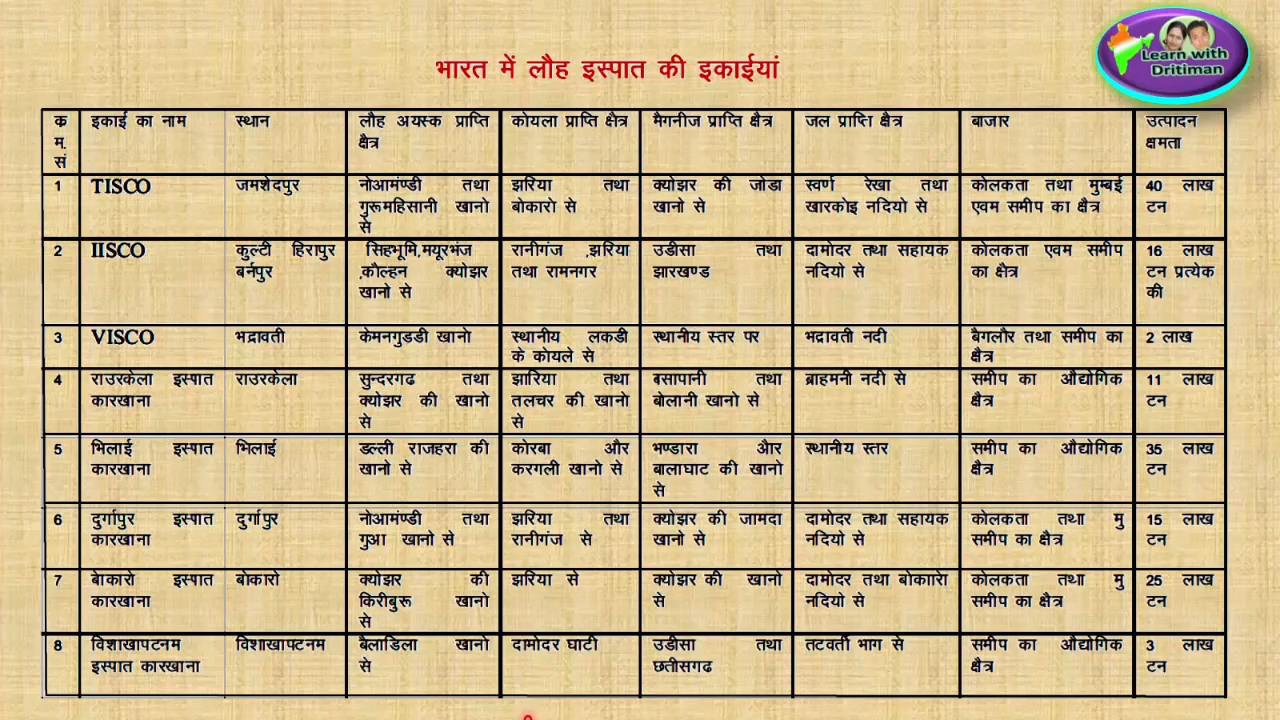 Learn with
Dritiman
भारत में लौह इस्पात की इकाईयां
क्र म. सं | इकाई का नाम | स्थान | लौह अयस्क प्राप्ति क्षैत्र | कोयला प्राप्ति क्षैत्र | मैगनीज प्राप्ति क्षैत्र | जल प्राप्ति क्षैत्र | बाजार | उत्पादन क्षमता
1 | TISCO | जमशेदपुर | नोआमंण्डी तथा गुरूमहिसानी खानो से | झरिया तथा बोकारो से | क्योझर की जोडा खानो से | स्वर्ण रेखा तथा खारकोइ नदियो से | कोलकता तथा मुम्बई एवम समीप का क्षैत्र | 40 लाख टन
2 | IISCO | कुल्टी हिरापुर बर्नपुर | सिहभूमि,मयूरभंज ,कौल्हन क्योझर खानो से | रानीगंज ,झरिया तथा रामनगर | उडीसा तथा झारखण्ड | दामोदर तथा सहायक नदियो से | कोलकता एवम समीप का क्षैत्र | 16 लाख टन प्रत्येक की
3 | VISCO | भद्रावती | केमनगुडडी खानो | स्थानीय लकडी के कोयले से | स्थानीय स्तर पर | भद्रावती नदी | बैगलौर तथा समीप का क्षैत्र | 2 लाख
4 | राउरकेला इस्पात कारखाना | राउरकेला | सुन्दरगढ तथा क्योझर की खानो से | झारिया तथा तलचर की खानो से | बसापानी तथा बोलानी खानो से | ब्राहमनी नदी से | समीप का औद्योगिक क्षैत्र | 11 लाख टन
5 | भिलाई इस्पात कारखाना | भिलाई | डल्ली राजहरा की खानो से | कोरबा और करगली खानो से | भण्डारा और बालाघाट की खानो से | स्थानीय स्तर | समीप का औद्योगिक क्षैत्र | 35 लाख टन
6 | दुर्गापुर इस्पात कारखाना | दुर्गापुर | नोआमंण्डी तथा गुआ खानो से | झरिया तथा रानीगंज से | क्योझर की जामदा खानो से | दामोदर तथा सहायक नदियो से | कोलकता तथा मु समीप का क्षैत्र | 15 लाख टन
7 | बोकारो इस्पात कारखाना | बोकारो | क्योझर की किरीबुरू खानो से | झरिया से | क्योझर की खानो से | दामोदर तथा बोकारो नदियो से | कोलकता तथा मु समीप का क्षैत्र | 25 लाख टन
8 | विशाखापटनम इस्पात कारखाना | विशाखापटनम | बैलाडिला खानो से | दामोदर घाटी | उडीसा तथा छतीसगढ | तटवर्ती भाग से | समीप का औद्योगिक क्षैत्र | 3 लाख टन